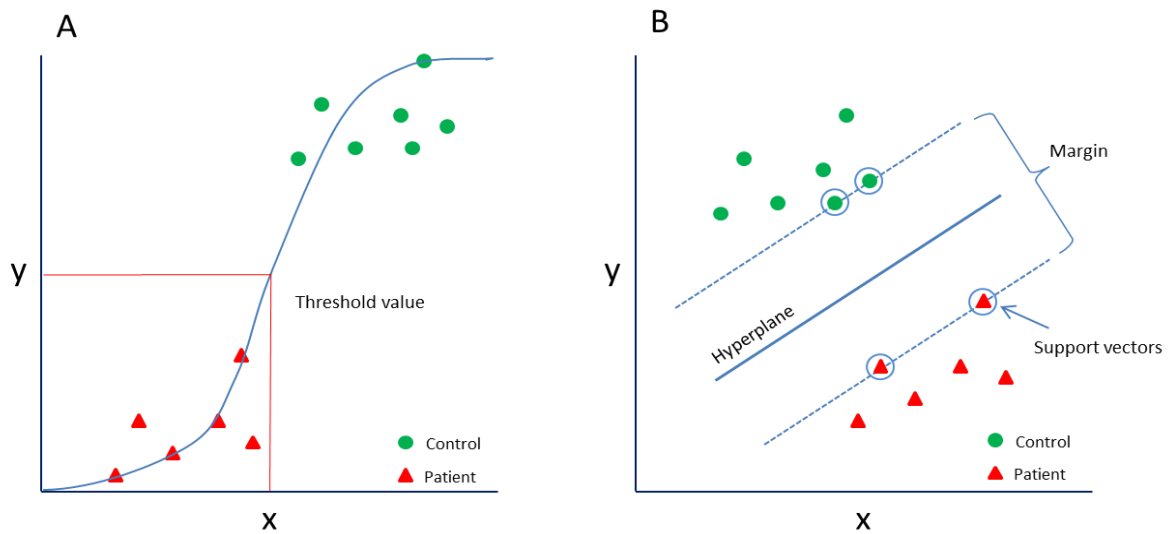 A
y
Threshold value
Control
Patient
x
B
Margin
y
Hyperplane
Support vectors
Control
Patient
x